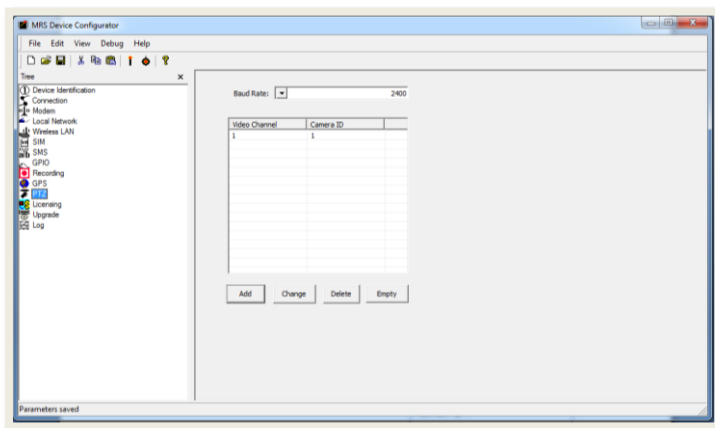 MRS Device Configurator
File Edit View Debug Help
Tree x
Device Identification
Connection
Modem
Local Network
Wireless LAN
SIM
SMS
GPIO
Recording
GPS
PTZ
Licensing
Upgrade
Log
Baud Rate: 2400
Video Channel Camera ID
1 1
Add Change Delete Empty
Parameters saved